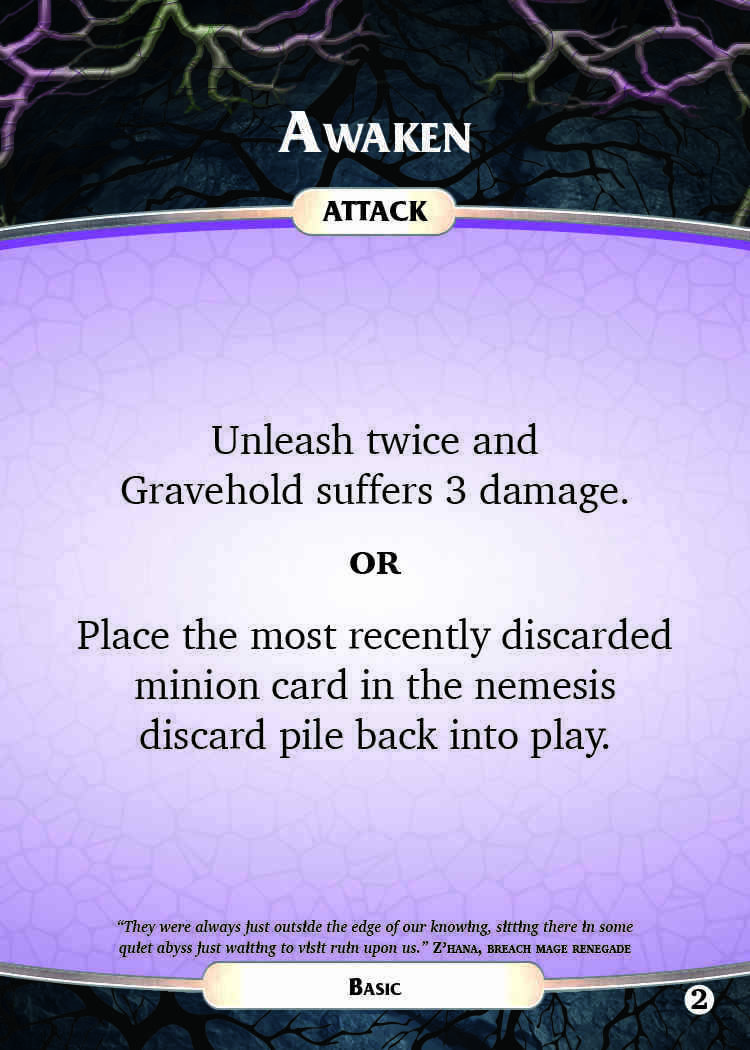 AWAKEN
ATTACK
Unleash twice and
Gravehold suffers 3 damage.
OR
Place the most recently discarded
minion card in the nemesis
discard pile back into play.
“They were always just outside the edge of our knowing, sitting there in some
quiet abyss just waiting to visit ruin upon us.” Z’HANA, BREACH MAGE RENEGADE
BASIC
2